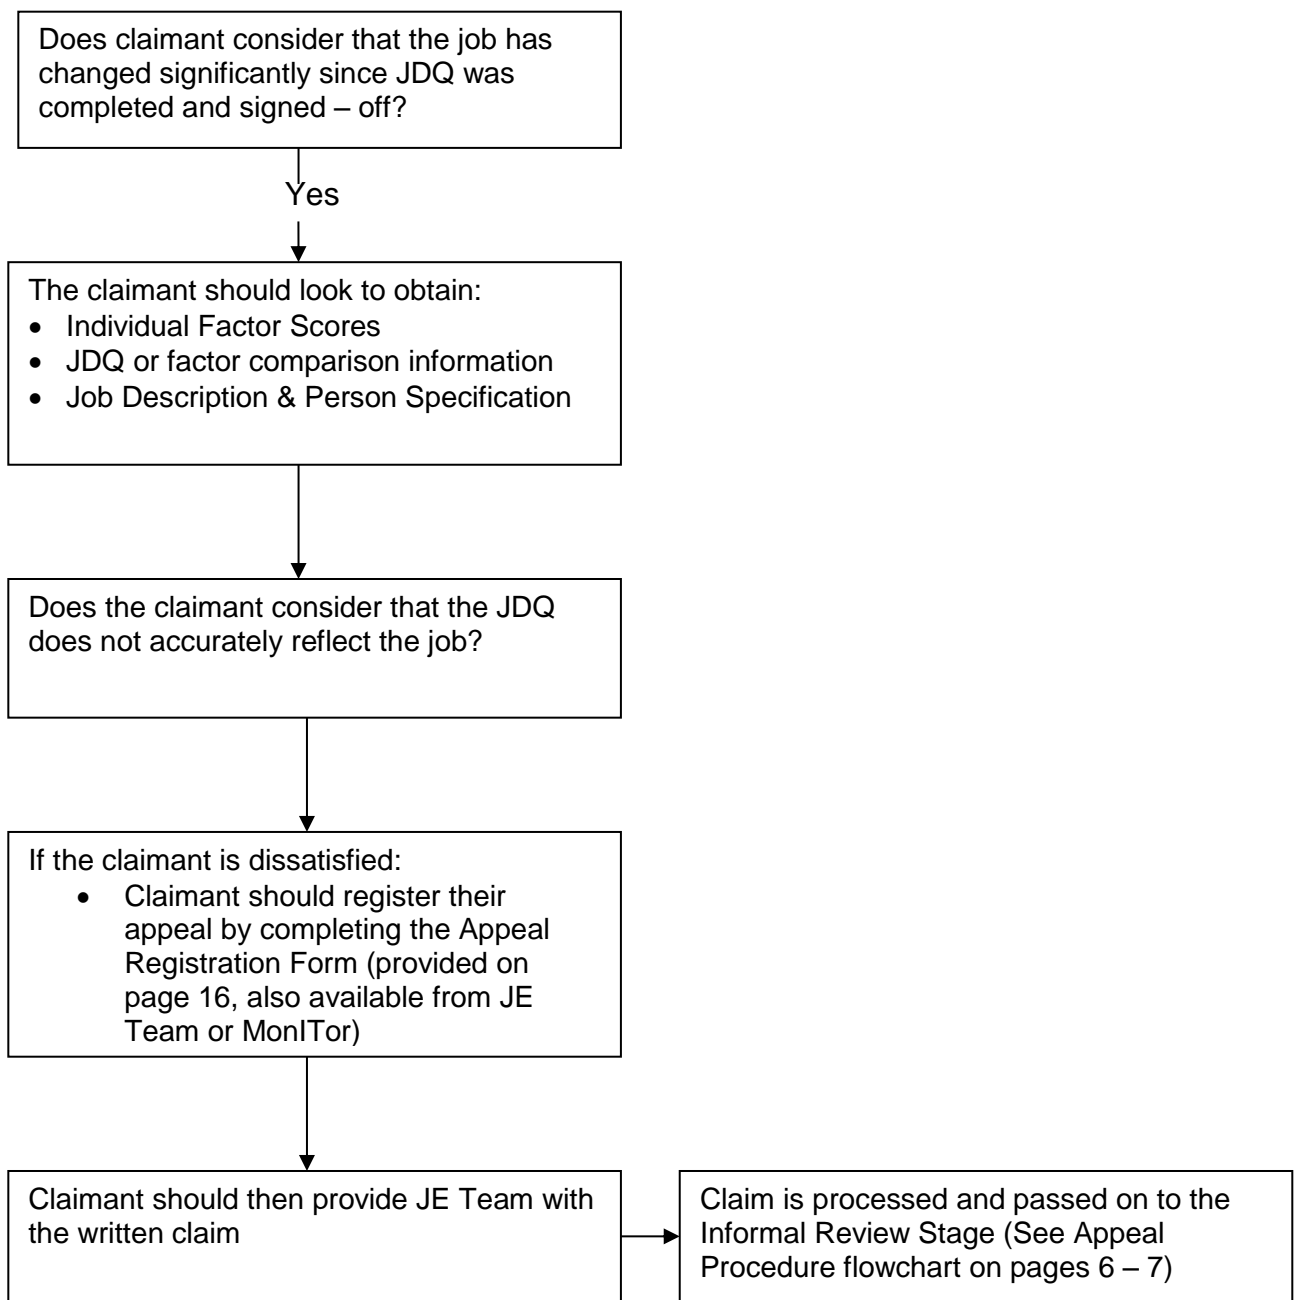 Does claimant consider that the job has
changed significantly since JDQ was
completed and signed – off?
Yes
The claimant should look to obtain:
• Individual Factor Scores
• JDQ or factor comparison information
• Job Description & Person Specification
Does the claimant consider that the JDQ
does not accurately reflect the job?
If the claimant is dissatisfied:
• Claimant should register their
appeal by completing the Appeal
Registration Form (provided on
page 16, also available from JE
Team or MonITor)
Claimant should then provide JE Team with
the written claim
Claim is processed and passed on to the
Informal Review Stage (See Appeal
Procedure flowchart on pages 6 – 7)